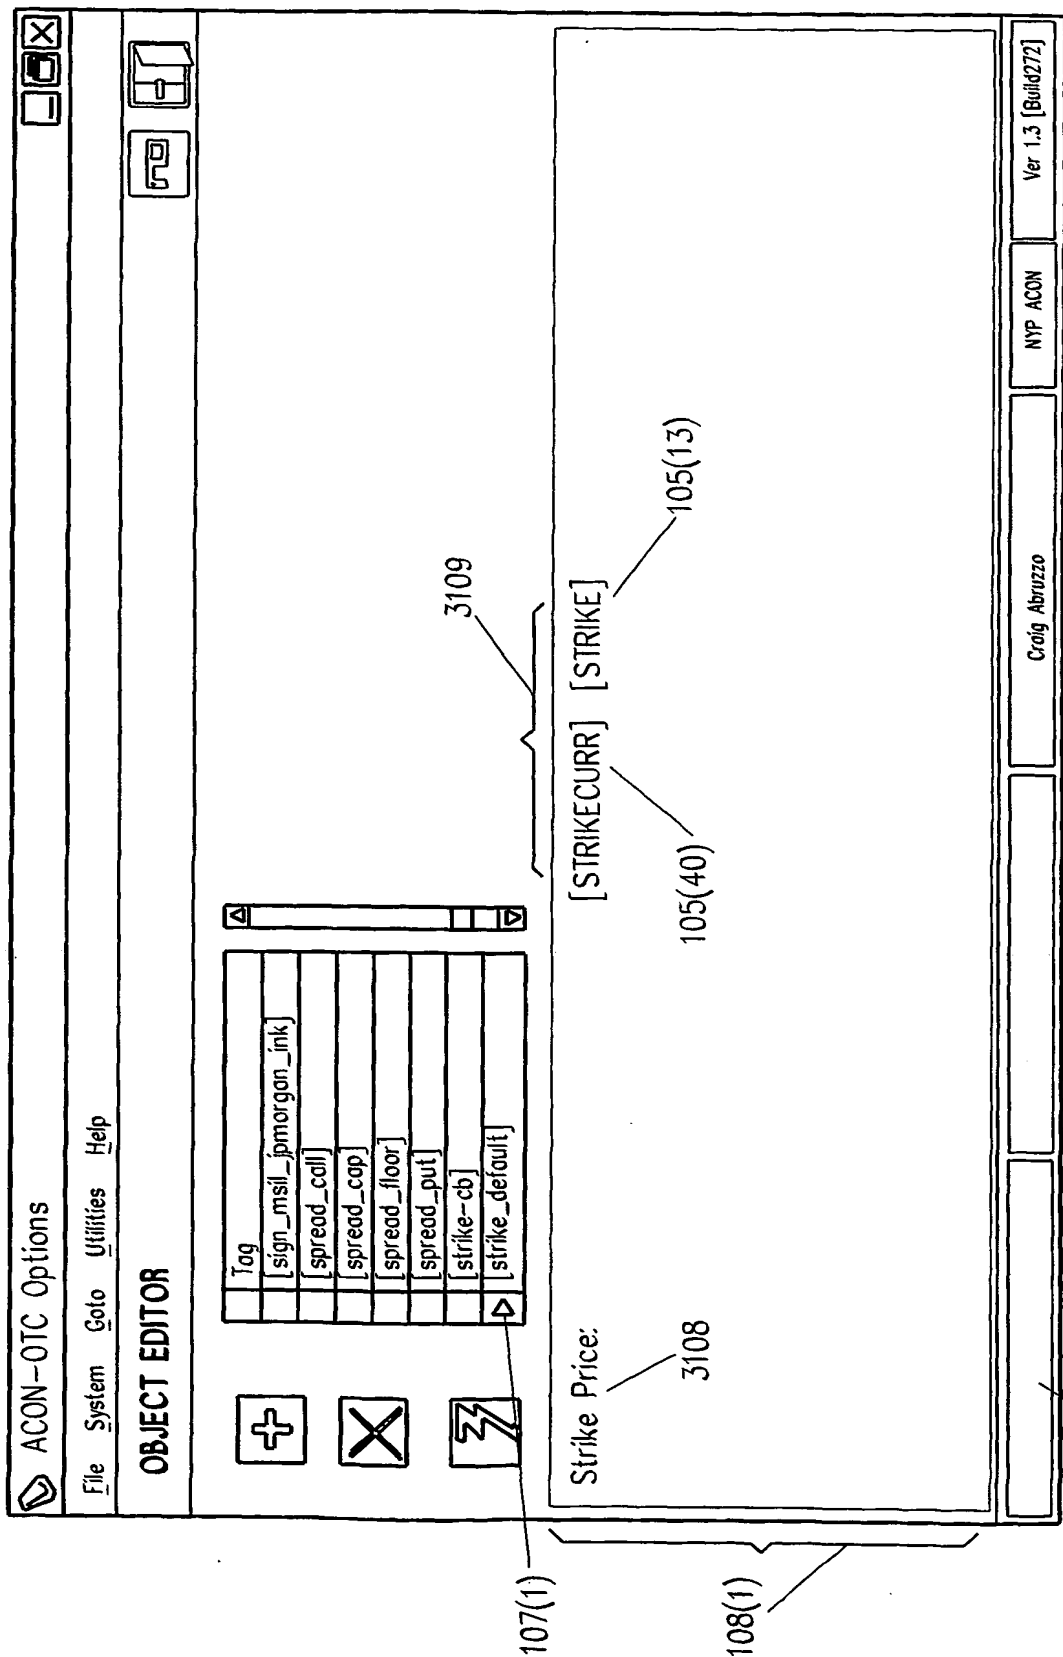 ACON-OTC Options
File System Goto Utilities Help
OBJECT EDITOR
Tag
[sign_msil_jpmorgan_ink]
[spread_call]
[spread_cap]
[spread_floor]
[spread_put]
[strike-cb]
[strike_default]
107(1)
3109
Strike Price: [STRIKECURR] [STRIKE]
3108
105(40)
105(13)
108(1)
Craig Abruzzo
NYP ACON
Ver 1.3 [Build272]